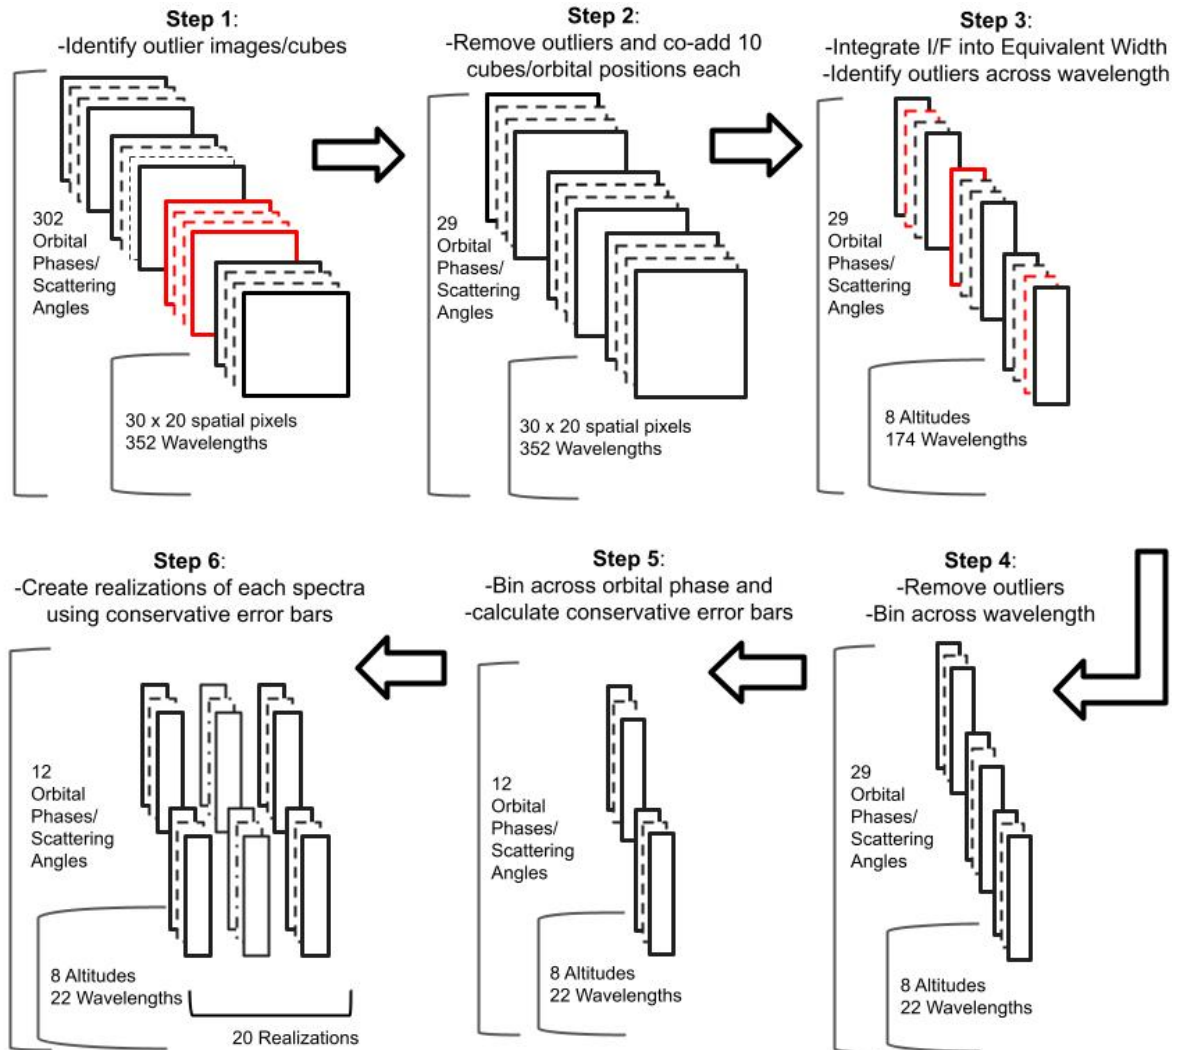 Step 1:
-Identify outlier images/cubes
302
Orbital
Phases/
Scattering
Angles
30 x 20 spatial pixels
352 Wavelengths
Step 2:
-Remove outliers and co-add 10
cubes/orbital positions each
29
Orbital
Phases/
Scattering
Angles
30 x 20 spatial pixels
352 Wavelengths
Step 3:
-Integrate I/F into Equivalent Width
-Identify outliers across wavelength
29
Orbital
Phases/
Scattering
Angles
8 Altitudes
174 Wavelengths
Step 4:
-Remove outliers
-Bin across wavelength
29
Orbital
Phases/
Scattering
Angles
8 Altitudes
22 Wavelengths
Step 5:
-Bin across orbital phase and
-calculate conservative error bars
12
Orbital
Phases/
Scattering
Angles
8 Altitudes
22 Wavelengths
Step 6:
-Create realizations of each spectra
using conservative error bars
12
Orbital
Phases/
Scattering
Angles
8 Altitudes
22 Wavelengths
20 Realizations